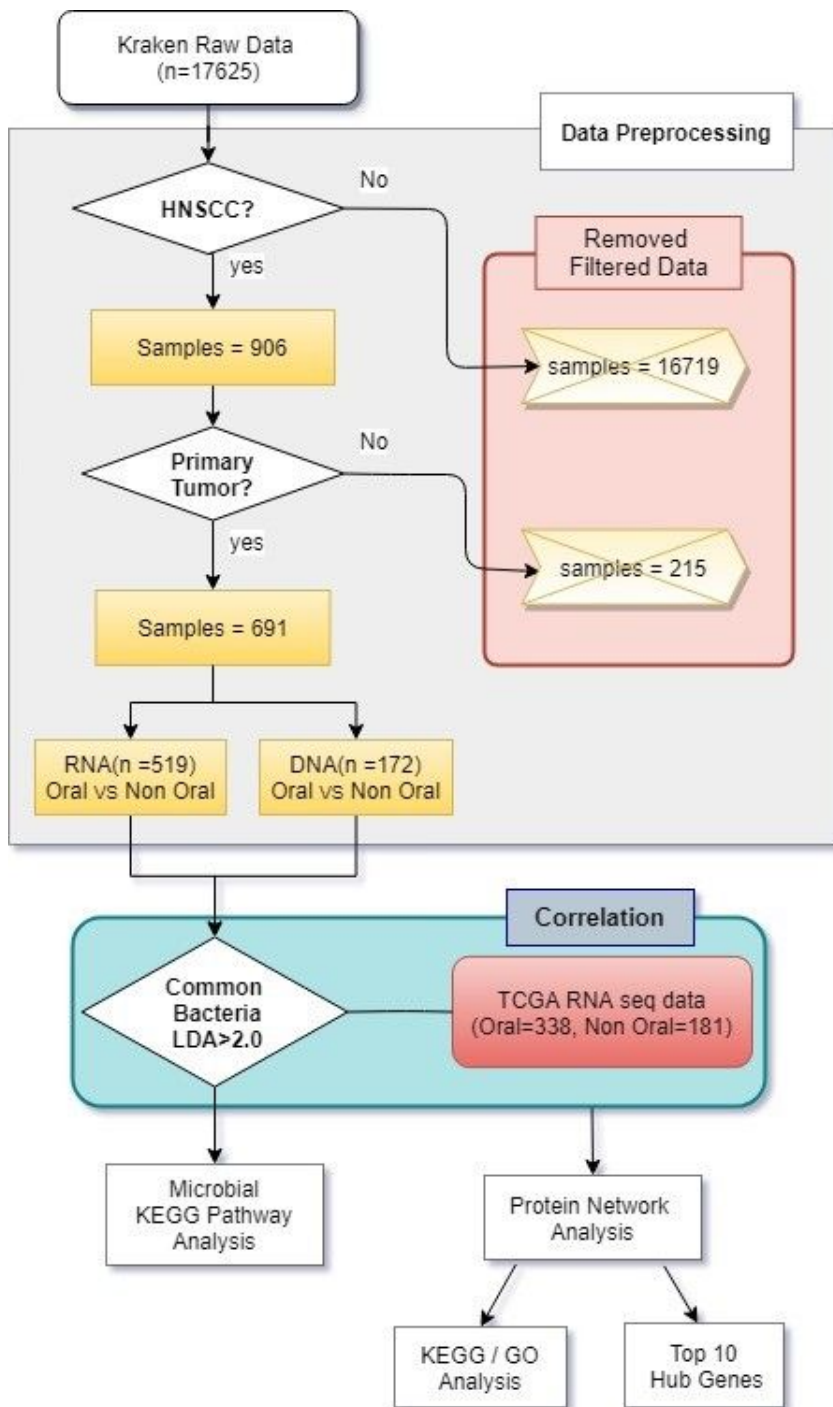 Kraken Raw Data
(n=17625)
Data Preprocessing
HNSCC?
No
yes
Removed
Filtered Data
Samples = 906
samples = 16719
Primary
Tumor?
No
yes
samples = 215
Samples = 691
RNA(n =519)
Oral vs Non Oral
DNA(n =172)
Oral vs Non Oral
Correlation
Common
Bacteria
LDA>2.0
TCGA RNA seq data
(Oral=338, Non Oral=181)
Microbial
KEGG Pathway
Analysis
Protein Network
Analysis
KEGG / GO
Analysis
Top 10
Hub Genes